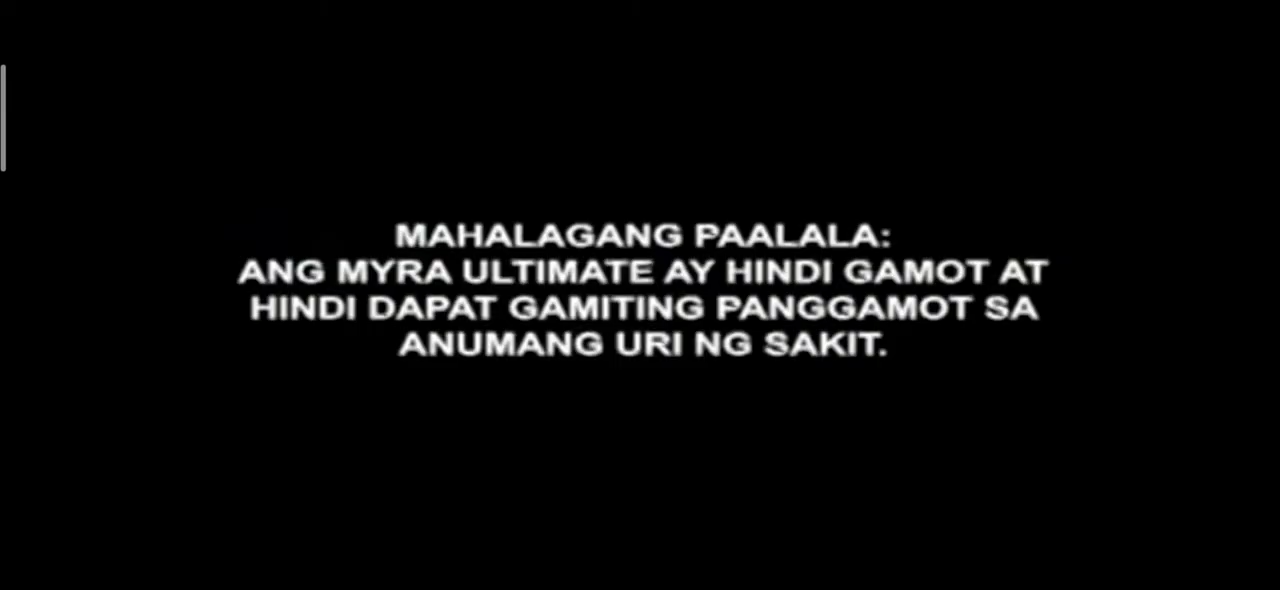 MAHALAGANG PAALALA:
ANG MYRA ULTIMATE AY HINDI GAMOT AT
HINDI DAPAT GAMITING PANGGAMOT SA
ANUMANG URI NG SAKIT.